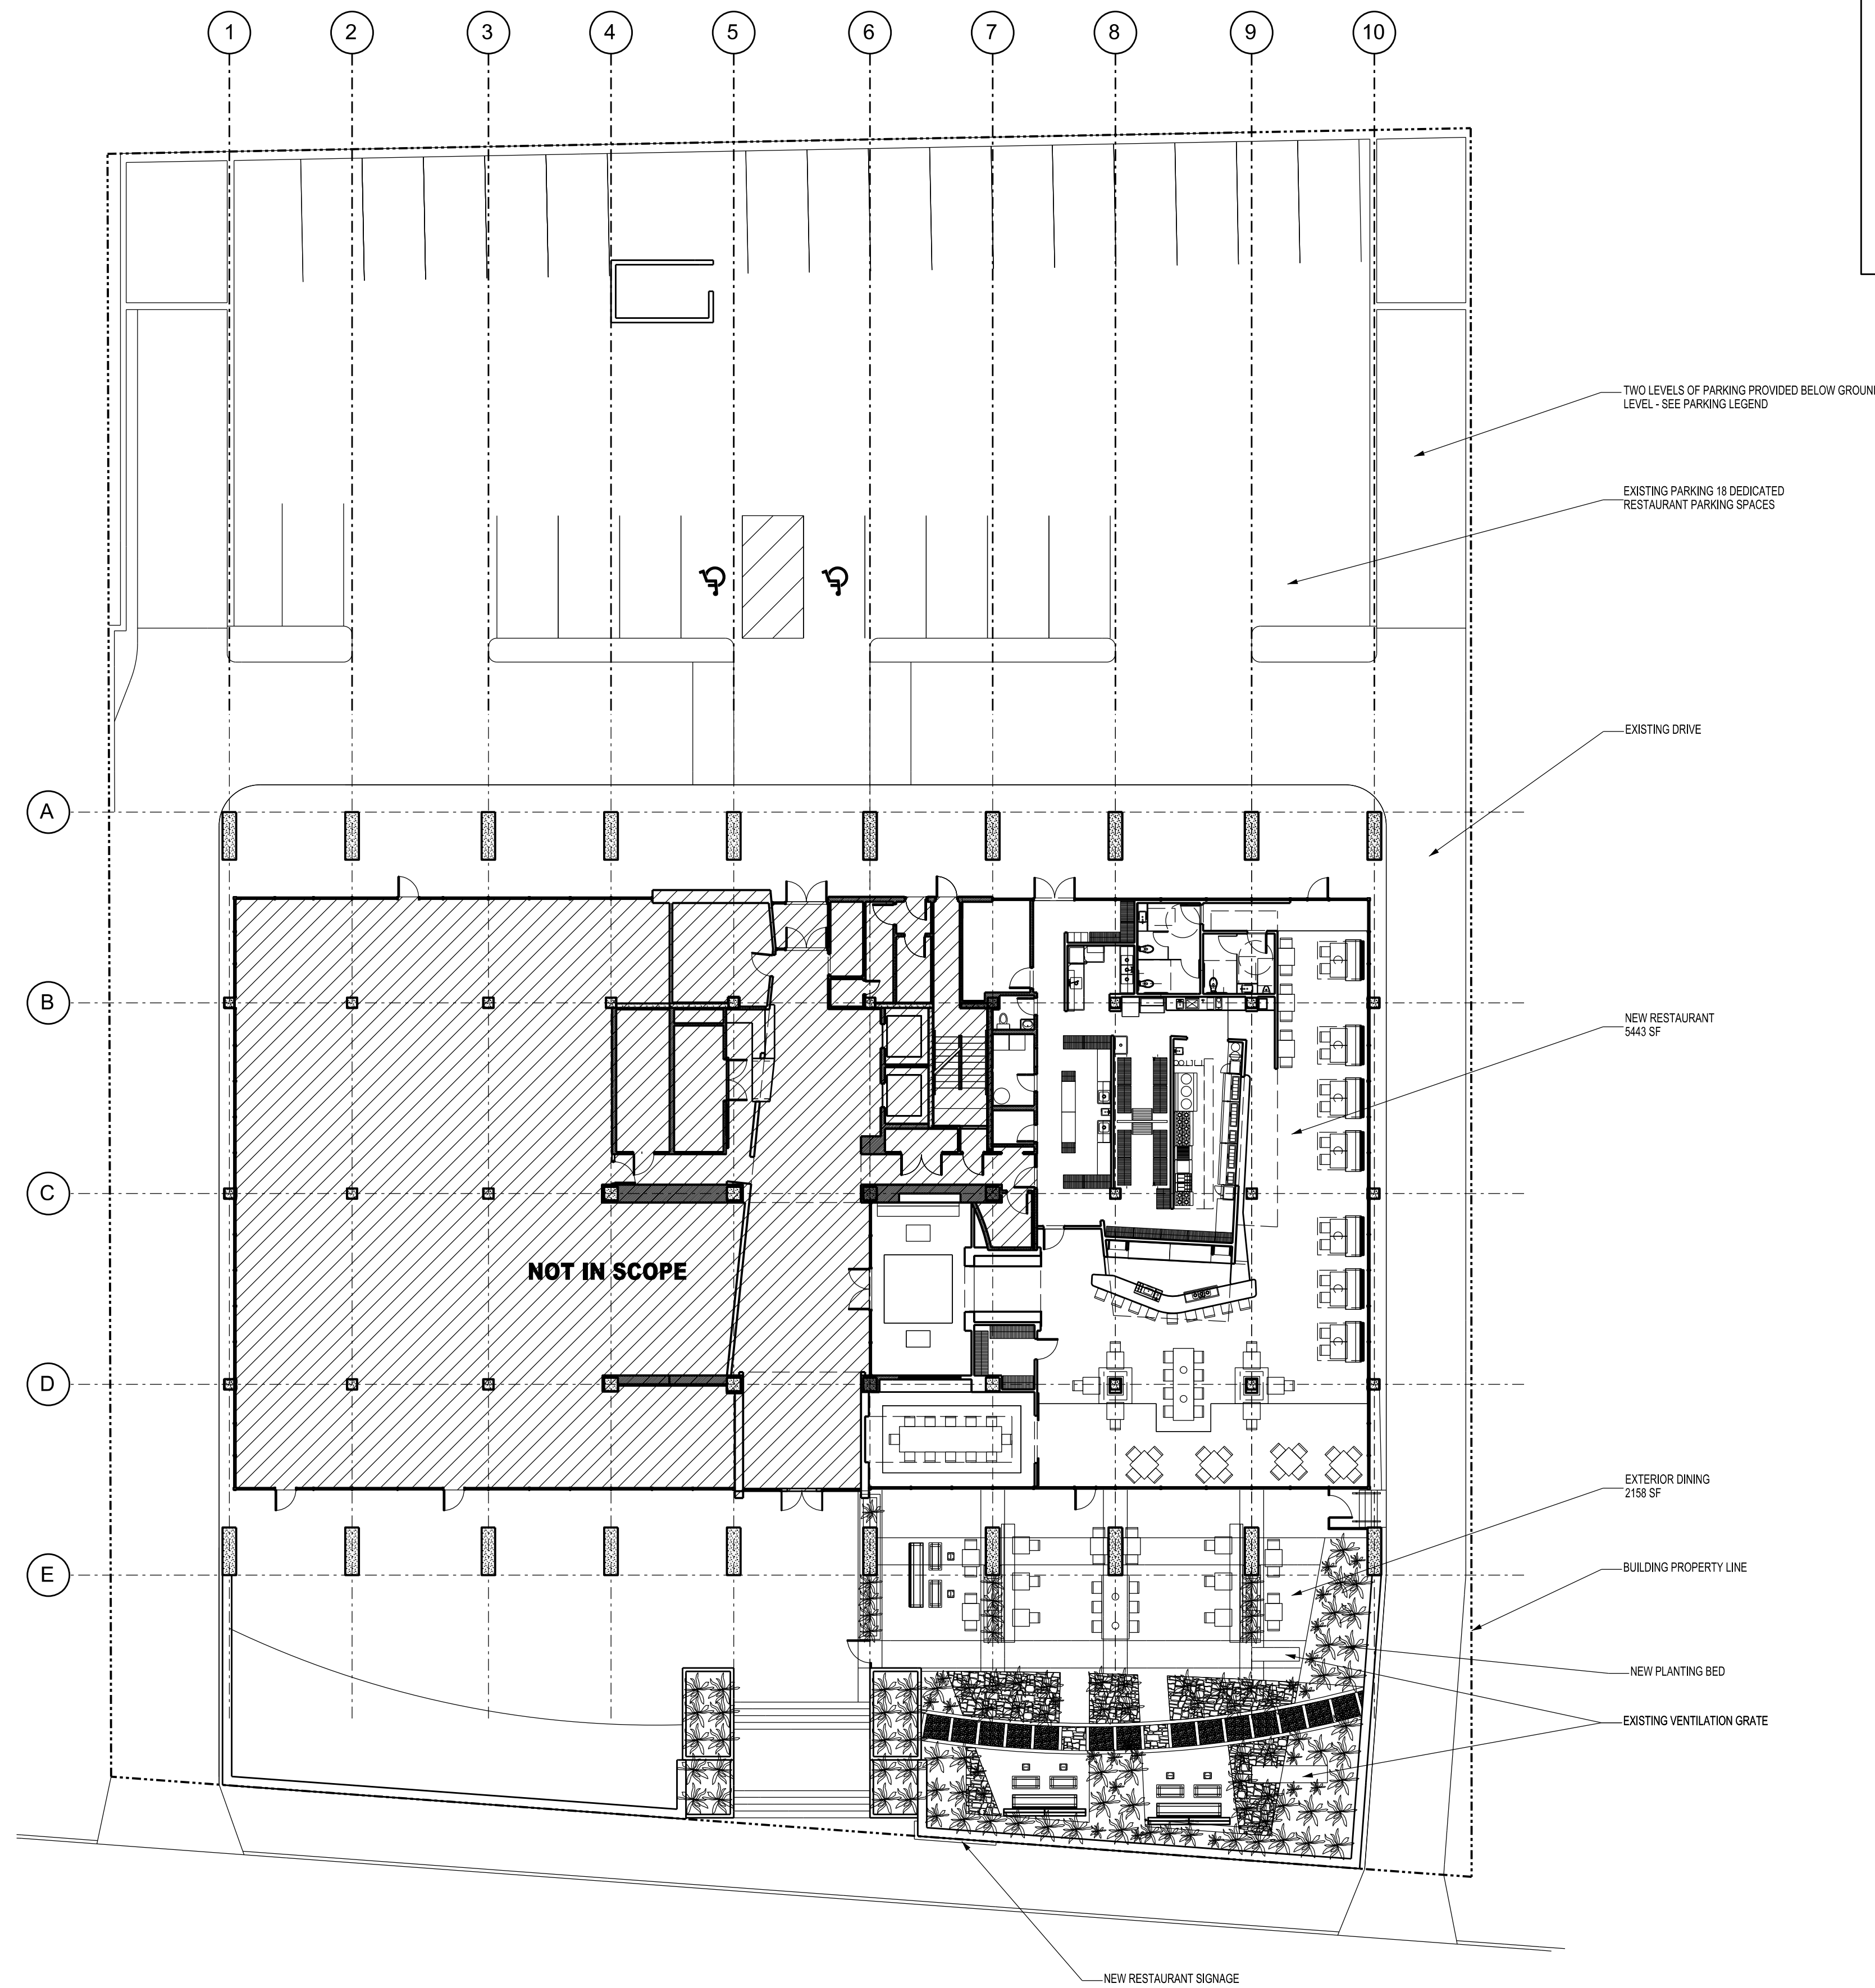 1 2 3 4 5 6 7 8 9 10
TWO LEVELS OF PARKING PROVIDED BELOW GROUN
LEVEL - SEE PARKING LEGEND
EXISTING PARKING 18 DEDICATED
RESTAURANT PARKING SPACES
EXISTING DRIVE
A
B
NEW RESTAURANT
5443 SF
C
NOT IN SCOPE
D
EXTERIOR DINING
2158 SF
E
BUILDING PROPERTY LINE
NEW PLANTING BED
EXISTING VENTILATION GRATE
NEW RESTAURANT SIGNAGE